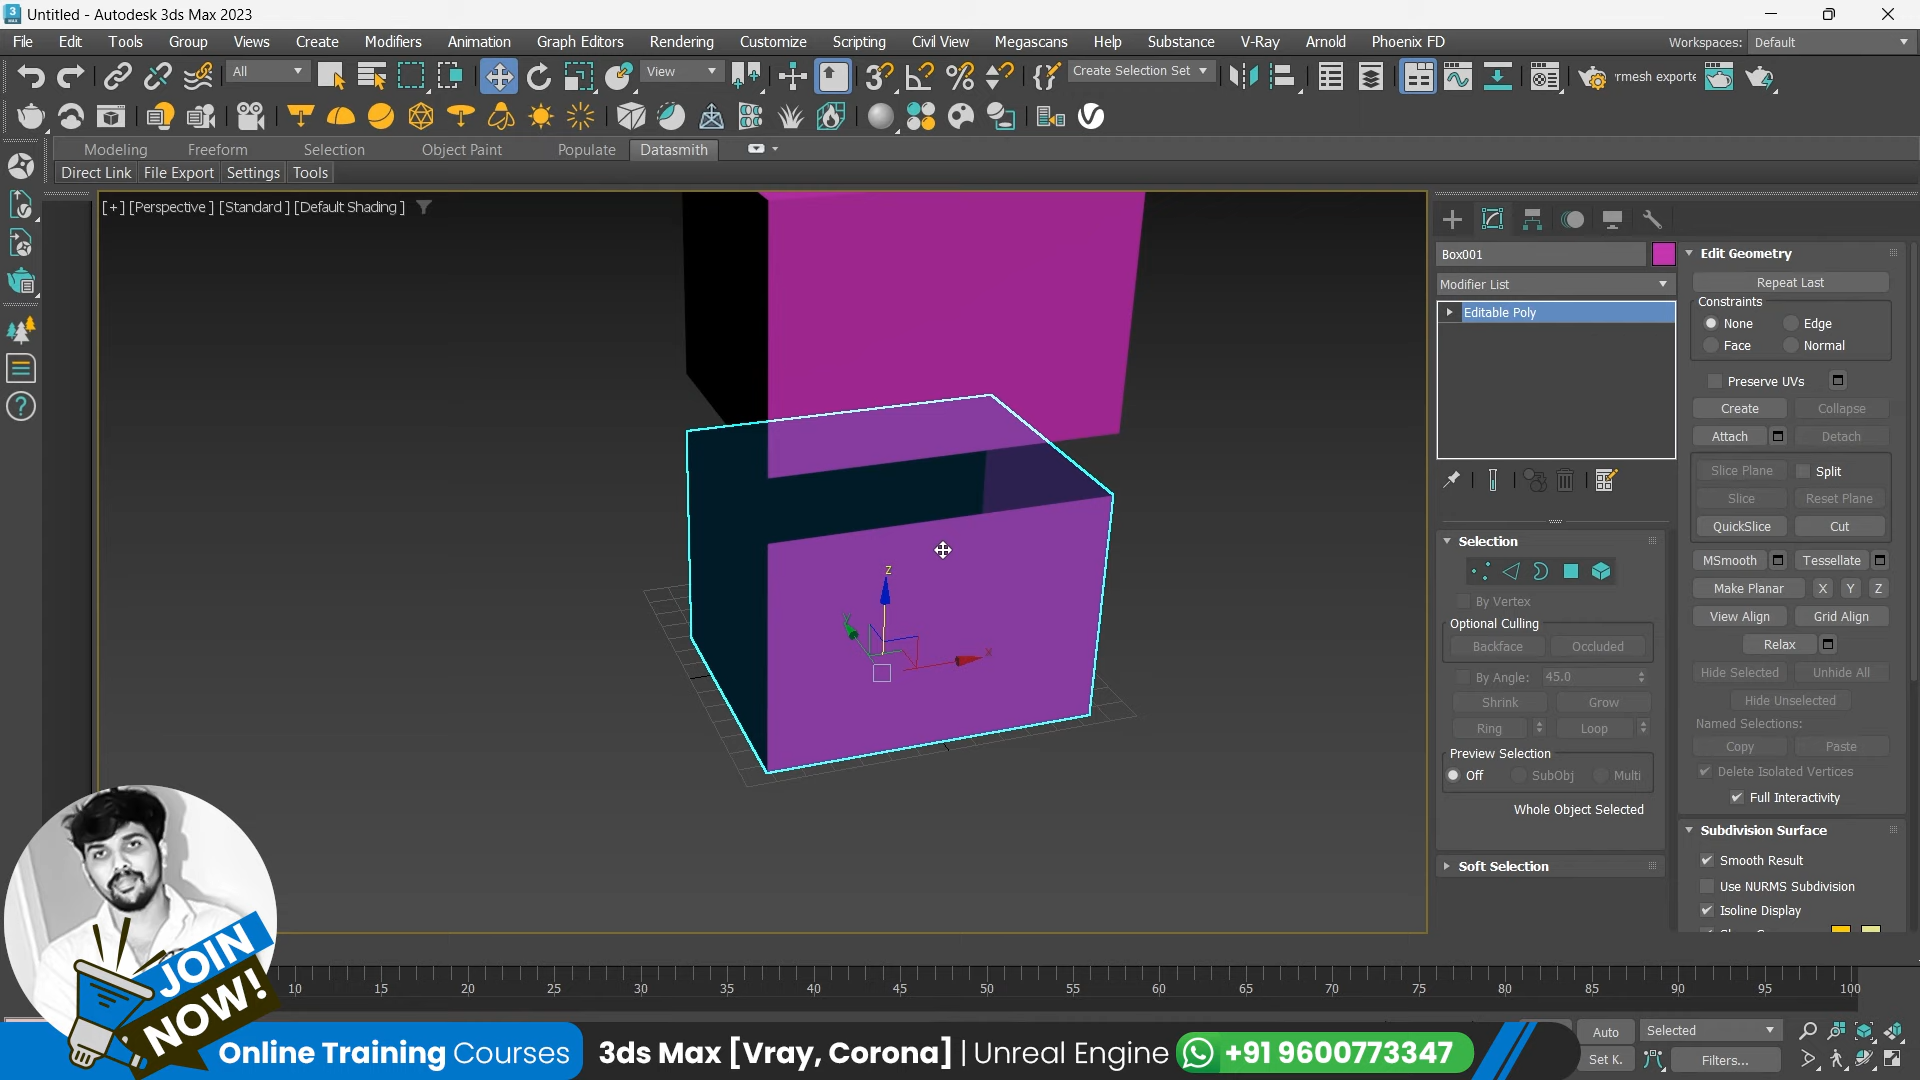 Untitled - Autodesk 3ds Max 2023
File Edit Tools Group Views Create Modifiers Animation Graph Editors Rendering Customize Scripting Civil View Megascans Help Substance V-Ray Arnold Phoenix FD Workspaces: Default
All View Create Selection Set rmesh exporte
Modeling Freeform Selection Object Paint Populate Datasmith
Direct Link File Export Settings Tools
[+] [Perspective ] [Standard ] [Default Shading ]
Box001
Modifier List
Editable Poly
Selection
By Vertex
Optional Culling
Backface Occluded
By Angle: 45.0
Shrink Grow
Ring Loop
Preview Selection
Off SubObj Multi
Whole Object Selected
Soft Selection
Edit Geometry
Repeat Last
Constraints
None Edge
Face Normal
Preserve UVs
Create Collapse
Attach Detach
Slice Plane Split
Slice Reset Plane
QuickSlice Cut
MSmooth Tessellate
Make Planar X Y Z
View Align Grid Align
Relax
Hide Selected Unhide All
Hide Unselected
Named Selections:
Copy Paste
Delete Isolated Vertices
Full Interactivity
Subdivision Surface
Smooth Result
Use NURMS Subdivision
Isoline Display
z
x
10 15 20 25 30 35 40 45 50 55 60 65 70 75 80 85 90 95 100
Auto Selected
Set K. Filters...
JOIN
NOW!
Online Training Courses 3ds Max [Vray, Corona] | Unreal Engine +91 9600773347